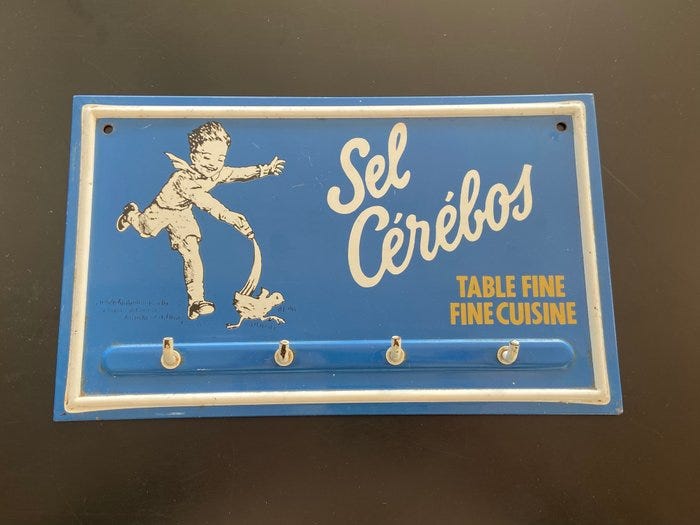 Sel
Cérébos
TABLE FINE
FINE CUISINE